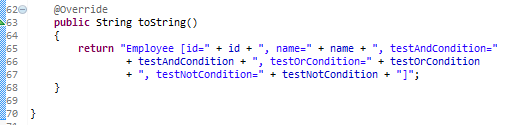 62 @Override
63 public String toString()
64 {
65 return "Employee [id=" + id + ", name=" + name + ", testAndCondition="
66 + testAndCondition + ", testOrCondition=" + testOrCondition
67 + ", testNotCondition=" + testNotCondition + "]";
68 }
69
70 }